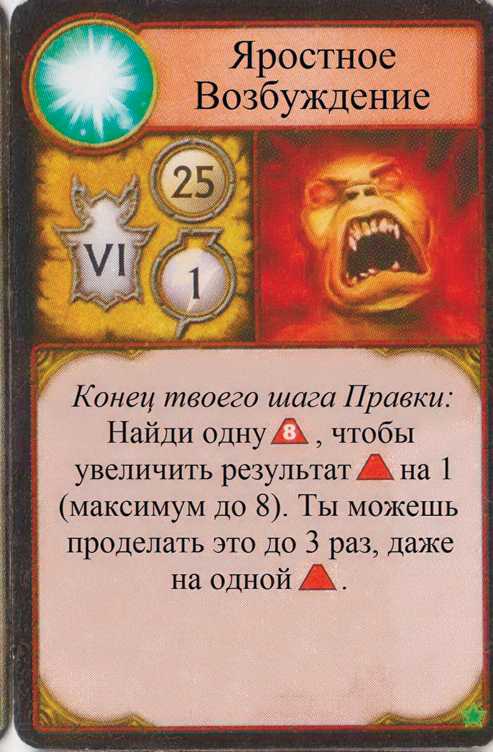 Яростное
Возбуждение
25
VI
1
Конец твоего шага Правки:
Найди одну 8 , чтобы
увеличить результат на 1
(максимум до 8). Ты можешь
проделать это до 3 раз, даже
на одной .